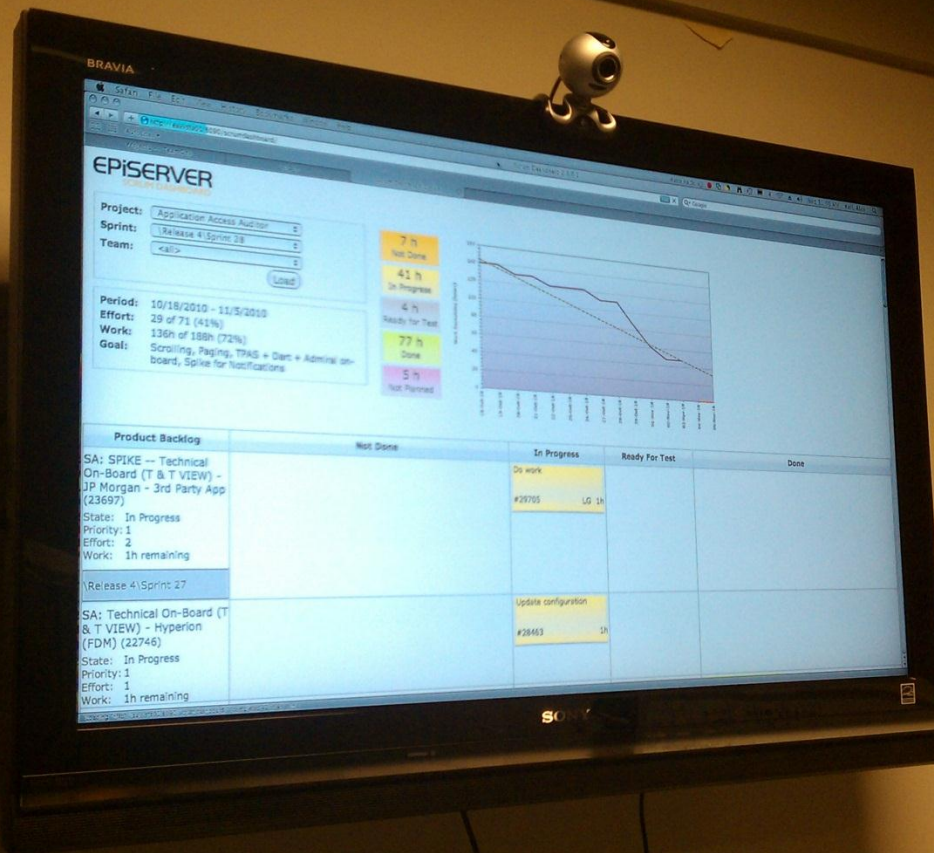 BRAVIA
Safari
EPiSERVER
SCRUM DASHBOARD
Project: Application Access Auditor
Sprint: \Release 4\Sprint 28
Team: <all>
Load
Period: 10/18/2010 - 11/5/2010
Effort: 29 of 71 (41%)
Work: 136h of 188h (72%)
Goal: Scrolling, Paging, TPAS + Dart + Admiral on-
board, Spike for Notifications
7 h
Not Done
41 h
In Progress
4 h
Ready for Test
77 h
Done
5 h
Not Planned
Product Backlog Not Done In Progress Ready For Test Done
SA: SPIKE -- Technical
On-Board (T & T VIEW) -
JP Morgan - 3rd Party App
(23697)
State: In Progress
Priority: 1
Effort: 2
Work: 1h remaining
Do work
#29705 LG 1h
\Release 4\Sprint 27
SA: Technical On-Board (T
& T VIEW) - Hyperion
(FDM) (22746)
State: In Progress
Priority: 1
Effort: 1
Work: 1h remaining
Update configuration
#28463 1h
SONY